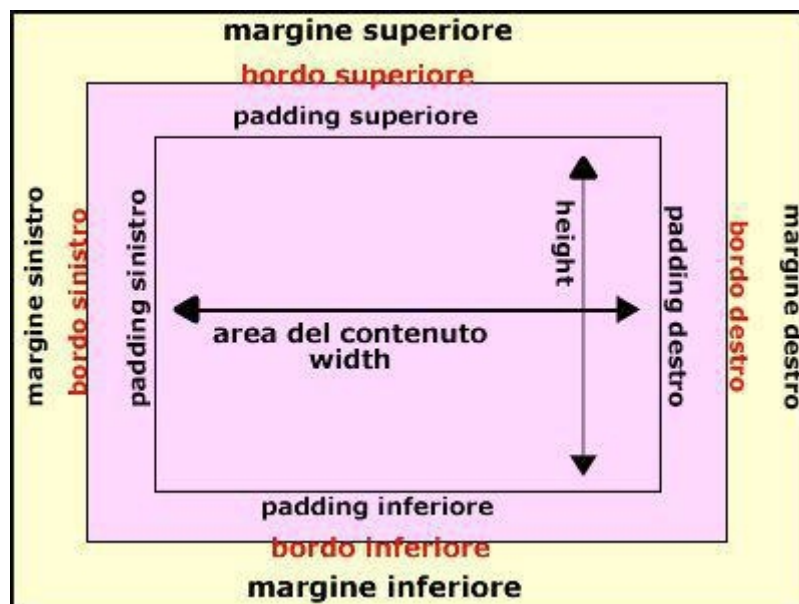 margine superiore
bordo superiore
padding superiore
margine sinistro
bordo sinistro
padding sinistro
height
area del contenuto
width
padding destro
bordo destro
margine destro
padding inferiore
bordo inferiore
margine inferiore